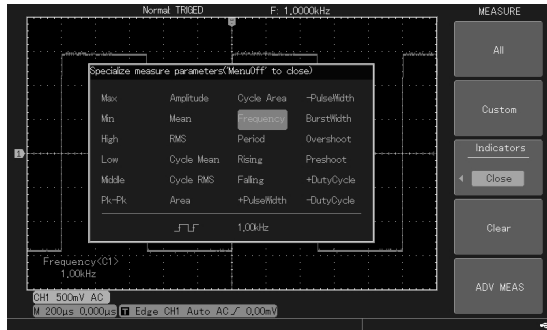 Normal TRIGED F: 1.0000kHz MEASURE
All
Specialize measure parameters('MenuOff' to close)
Max Amplitude Cycle Area -PulseWidth
Custom
Min Mean Frequency BurstWidth
High RMS Period Overshoot
Indicators
Low Cycle Mean Rising Preshoot
Middle Cycle RMS Falling +DutyCycle
Close
Pk-Pk Area +PulseWidth -DutyCycle
1.00kHz
Clear
1
Frequency<C1>
1.00kHz
ADV MEAS
CH1 500mV AC
M 200μs 0.000μs T Edge CH1 Auto AC 0.00mV